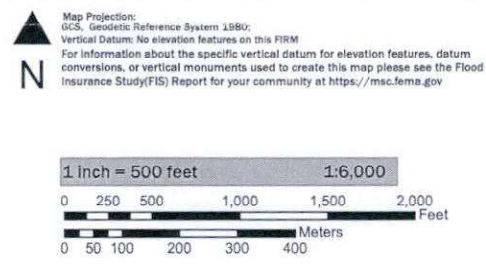 Map Projection:
GCS, Geodetic Reference System 1980;
Vertical Datum: No elevation features on this FIRM
For information about the specific vertical datum for elevation features, datum
conversions, or vertical monuments used to create this map please see the Flood
Insurance Study(FIS) Report for your community at https://msc.fema.gov
N
1 inch = 500 feet 1:6,000
0 250 500 1,000 1,500 2,000
Feet
Meters
0 50 100 200 300 400